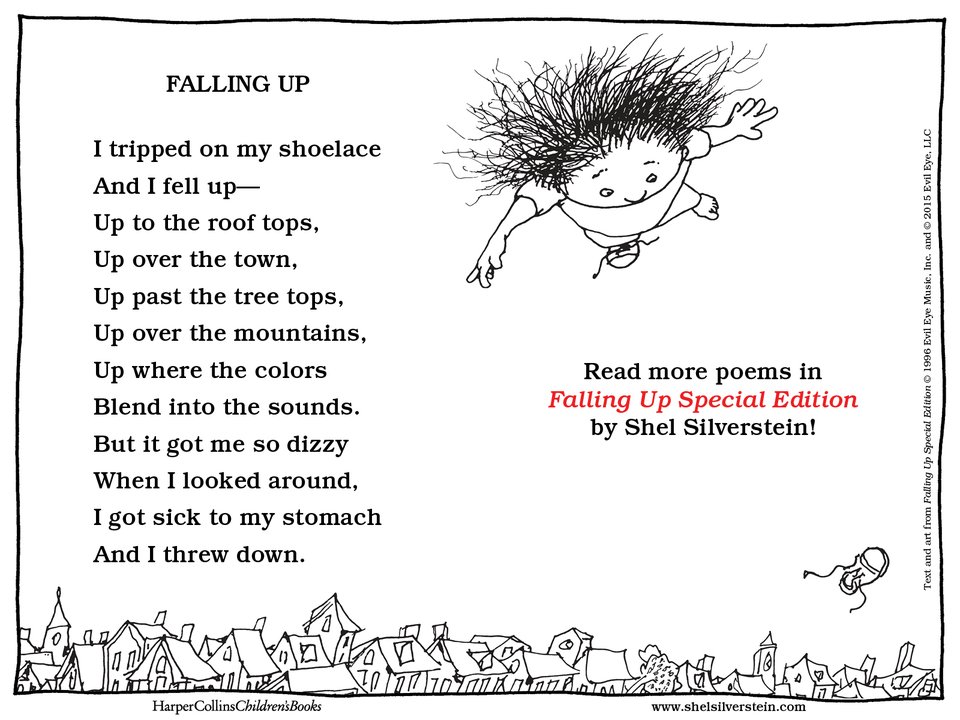 FALLING UP
I tripped on my shoelace
And I fell up—
Up to the roof tops,
Up over the town,
Up past the tree tops,
Up over the mountains,
Up where the colors
Blend into the sounds.
But it got me so dizzy
When I looked around,
I got sick to my stomach
And I threw down.
Read more poems in
Falling Up Special Edition
by Shel Silverstein!
Text and art from Falling Up Special Edition © 1996 Evil Eye Music, Inc. and © 2015 Evil Eye, LLC
HarperCollinsChildren'sBooks
www.shelsilverstein.com